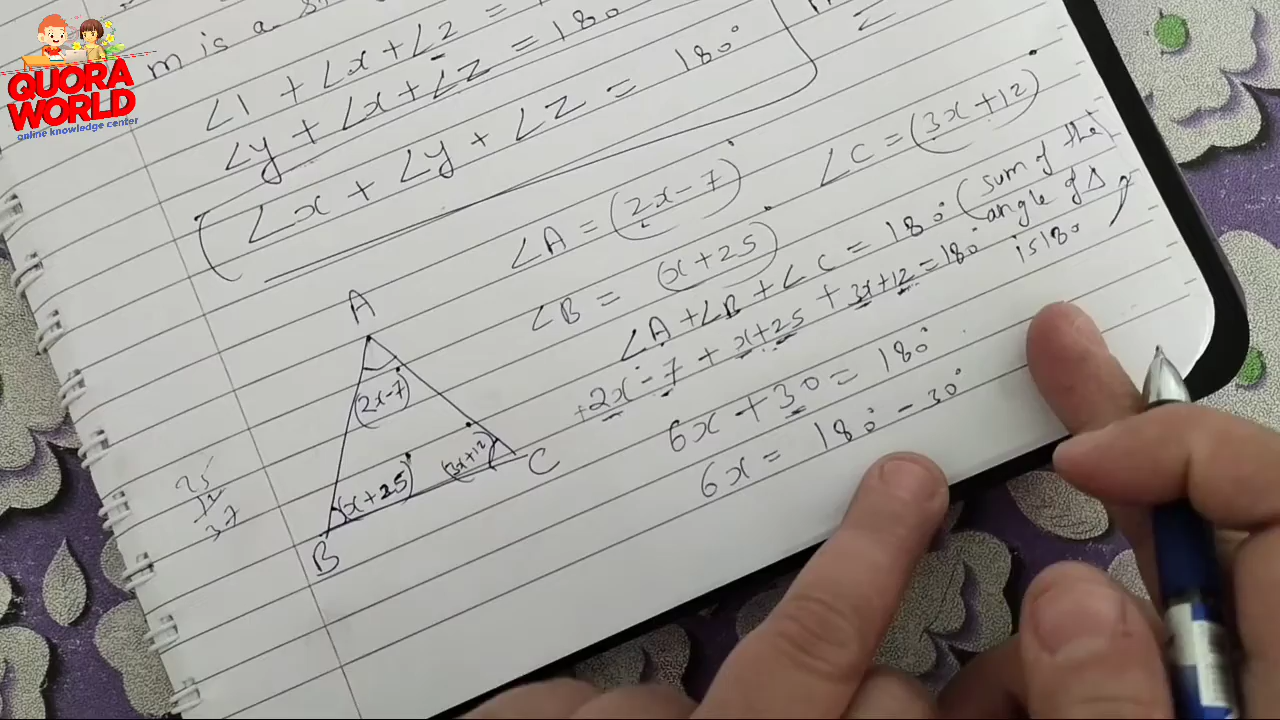 QUORA
WORLD
online knowledge center
m is a
∠1 + ∠x + ∠2 =
∠y + ∠x + ∠z = 180
∠x + ∠y + ∠z = 180°
∠A = (2x-7)°
∠B = (x+25)°
∠C = (3x+12)°
∠A + ∠B + ∠C = 180° (sum of the
angle of Δ
is 180°
+2x - 7 + x+25 + 3x+12 = 180°
6x + 30 = 180°
6x = 180° - 30°
A
(2x-7)°
(x+25)°
(3x+12)°
B
C
25
12
37